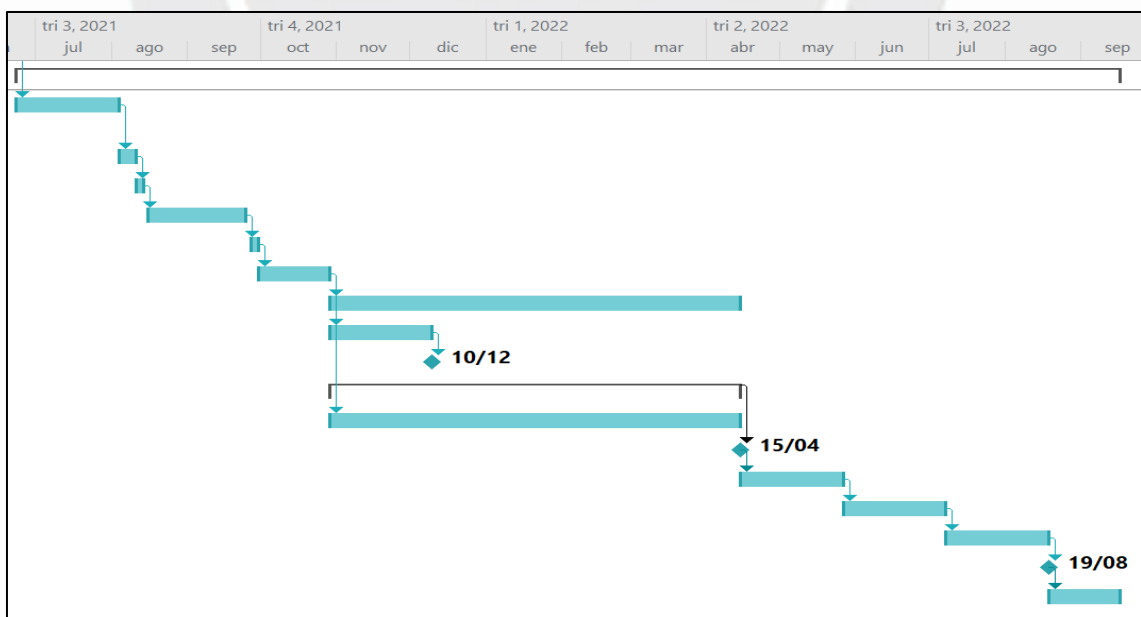 tri 3, 2021 tri 4, 2021 tri 1, 2022 tri 2, 2022 tri 3, 2022
jul ago sep oct nov dic ene feb mar abr may jun jul ago sep
10/12
15/04
19/08